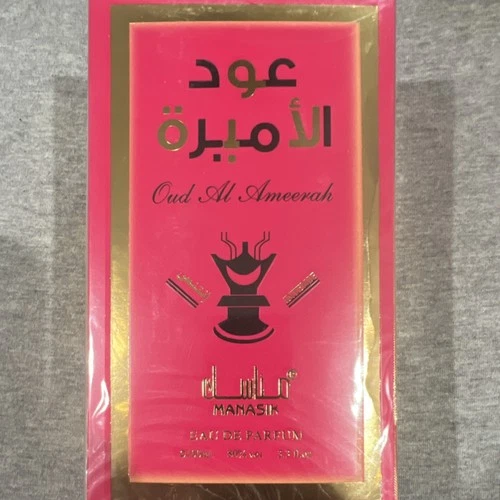 عود
الأميرة
Oud Al Ameerah
مناسك
MANASIK
EAU DE PARFUM